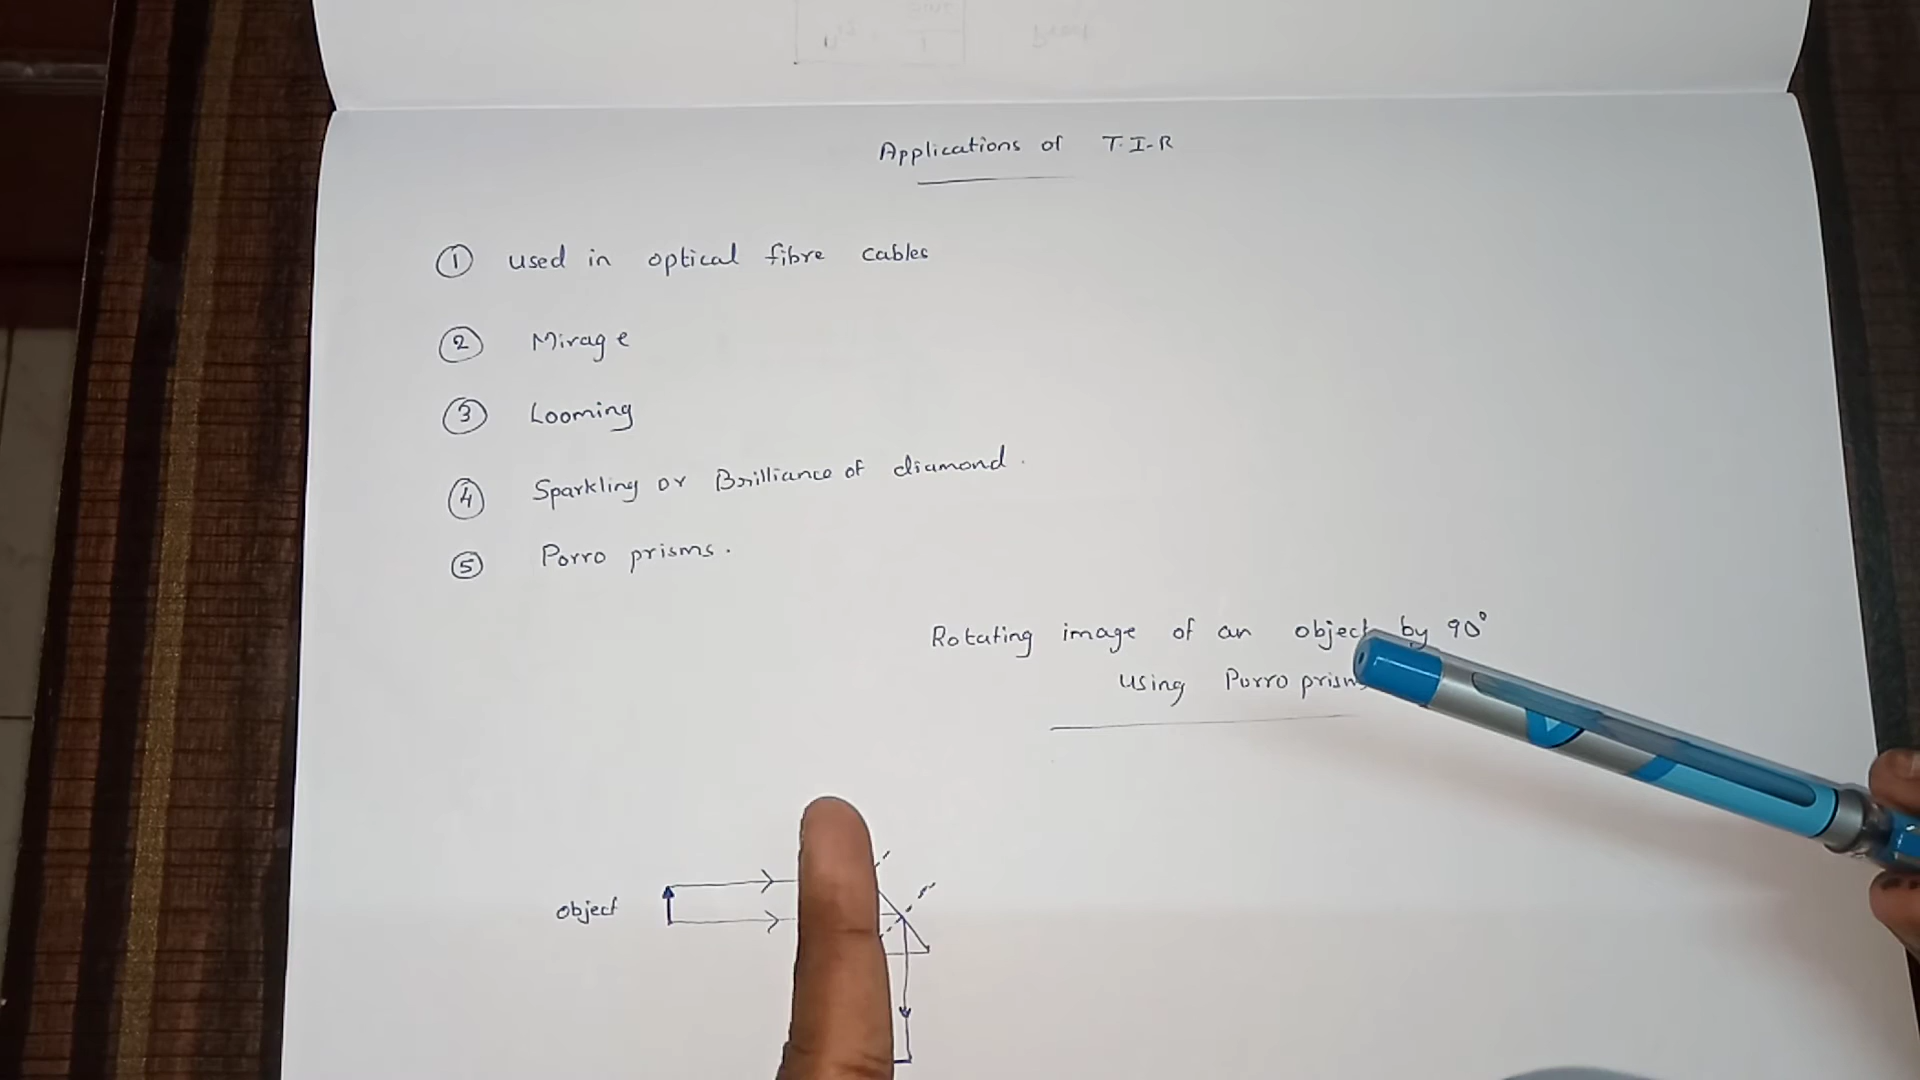 Applications of T.I-R
① used in optical fibre cables
② Mirage
③ Looming
④ Sparkling or Brilliance of diamond.
⑤ Porro prisms.
Rotating image of an object by 90°
using Porro prism
object